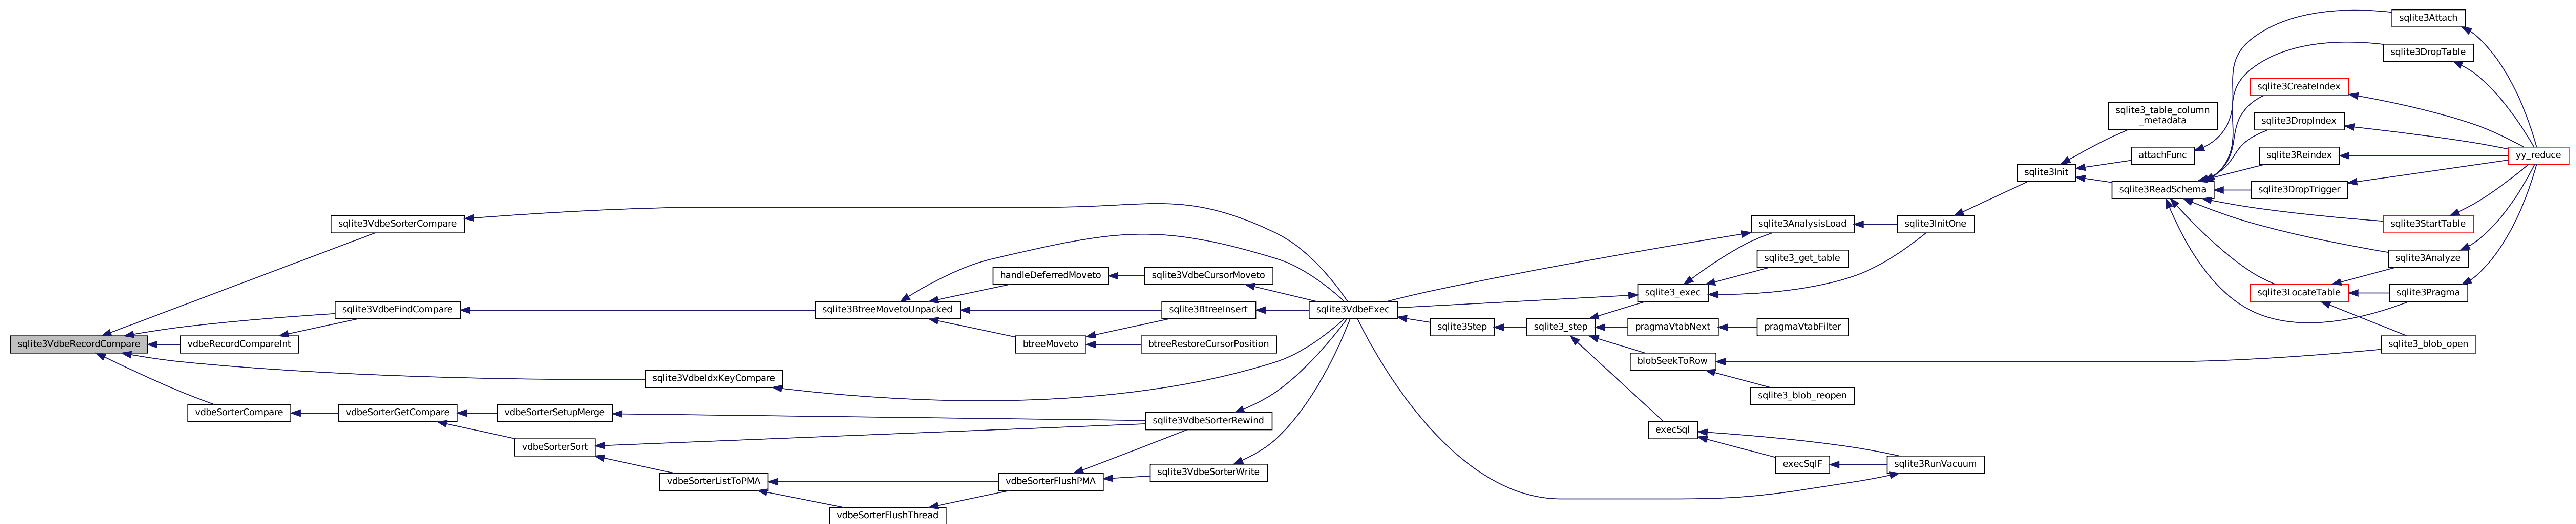 sqlite3VdbeRecordCompare
sqlite3VdbeSorterCompare
sqlite3VdbeFindCompare
vdbeRecordCompareInt
sqlite3VdbeIdxKeyCompare
vdbeSorterCompare
vdbeSorterGetCompare
vdbeSorterSetupMerge
vdbeSorterSort
vdbeSorterListToPMA
vdbeSorterFlushThread
sqlite3BtreeMovetoUnpacked
handleDeferredMoveto
btreeMoveto
vdbeSorterFlushPMA
sqlite3VdbeCursorMoveto
sqlite3BtreeInsert
btreeRestoreCursorPosition
sqlite3VdbeSorterRewind
sqlite3VdbeSorterWrite
sqlite3VdbeExec
sqlite3Step
sqlite3_step
sqlite3AnalysisLoad
sqlite3_get_table
sqlite3_exec
pragmaVtabNext
pragmaVtabFilter
blobSeekToRow
sqlite3_blob_reopen
execSql
execSqlF
sqlite3RunVacuum
sqlite3InitOne
sqlite3Init
sqlite3_table_column
_metadata
attachFunc
sqlite3ReadSchema
sqlite3Attach
sqlite3DropTable
sqlite3CreateIndex
sqlite3DropIndex
sqlite3Reindex
sqlite3DropTrigger
sqlite3StartTable
sqlite3Analyze
sqlite3LocateTable
sqlite3Pragma
sqlite3_blob_open
yy_reduce